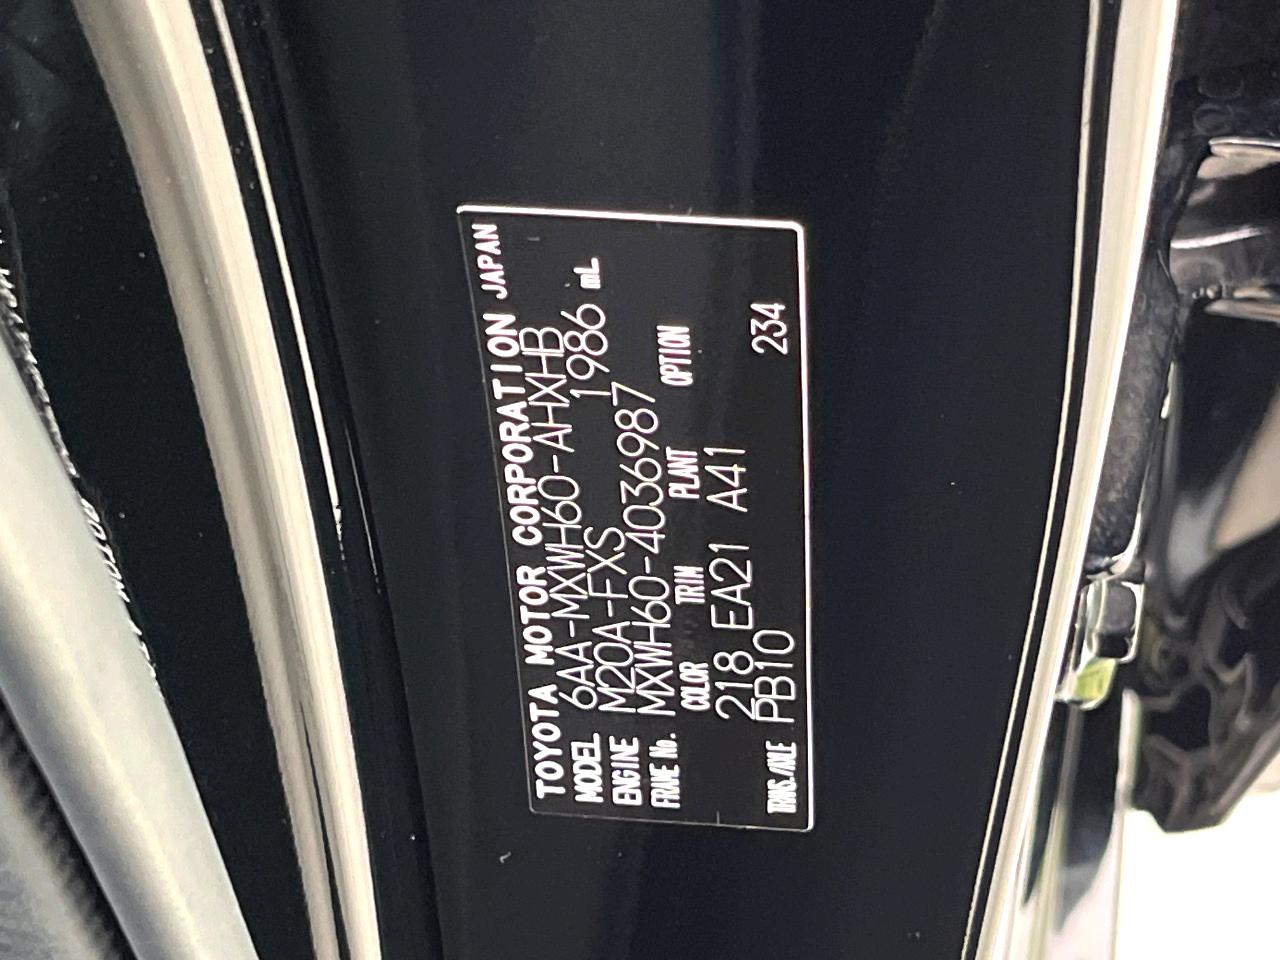 TOYOTA MOTOR CORPORATION JAPAN
MODEL 6AA-MXWH60-AHXHB
ENGINE M20A-FXS 1986 mL
FRAME No. MXWH60-4036987
COLOR TRIM PLANT OPTION
218 EA21 A41
TRANS./AXLE PB10 234